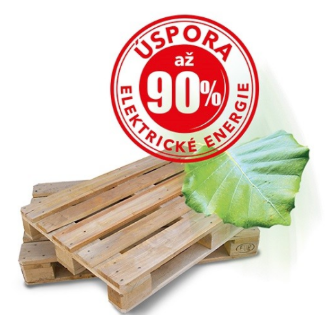 ÚSPORA
až
90%
ELEKTRICKÉ ENERGIE